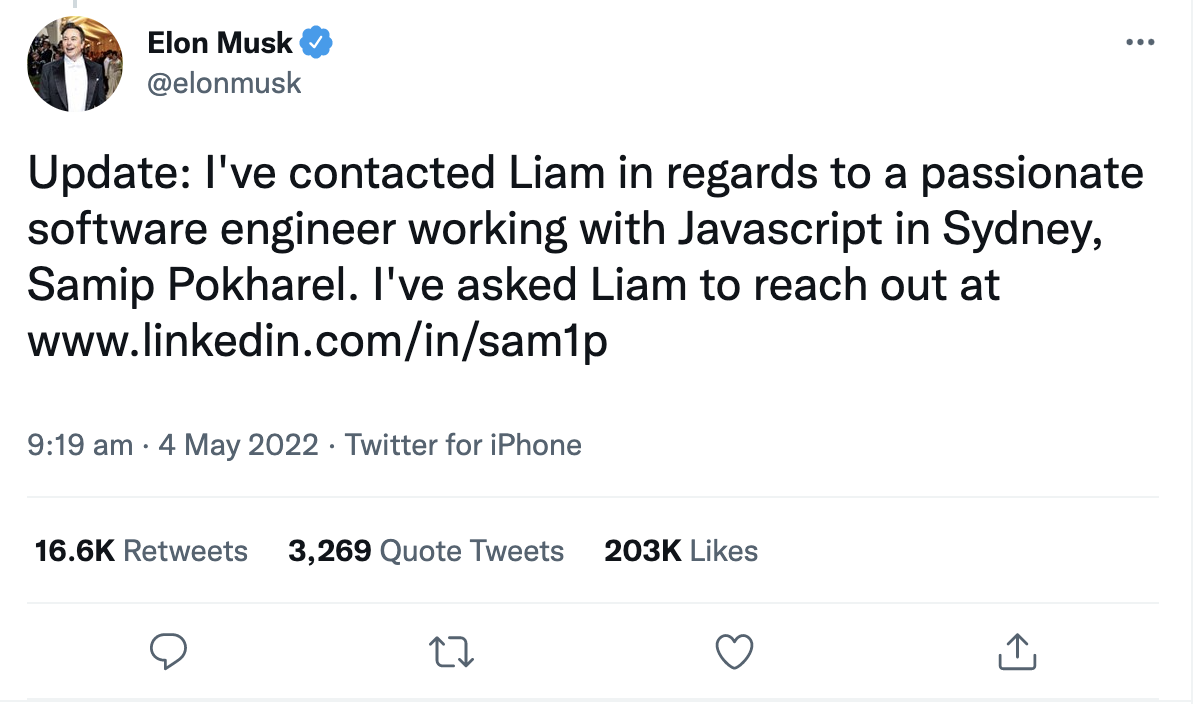 Elon Musk
@elonmusk
Update: I've contacted Liam in regards to a passionate
software engineer working with Javascript in Sydney,
Samip Pokharel. I've asked Liam to reach out at
www.linkedin.com/in/sam1p
9:19 am · 4 May 2022 · Twitter for iPhone
16.6K Retweets 3,269 Quote Tweets 203K Likes